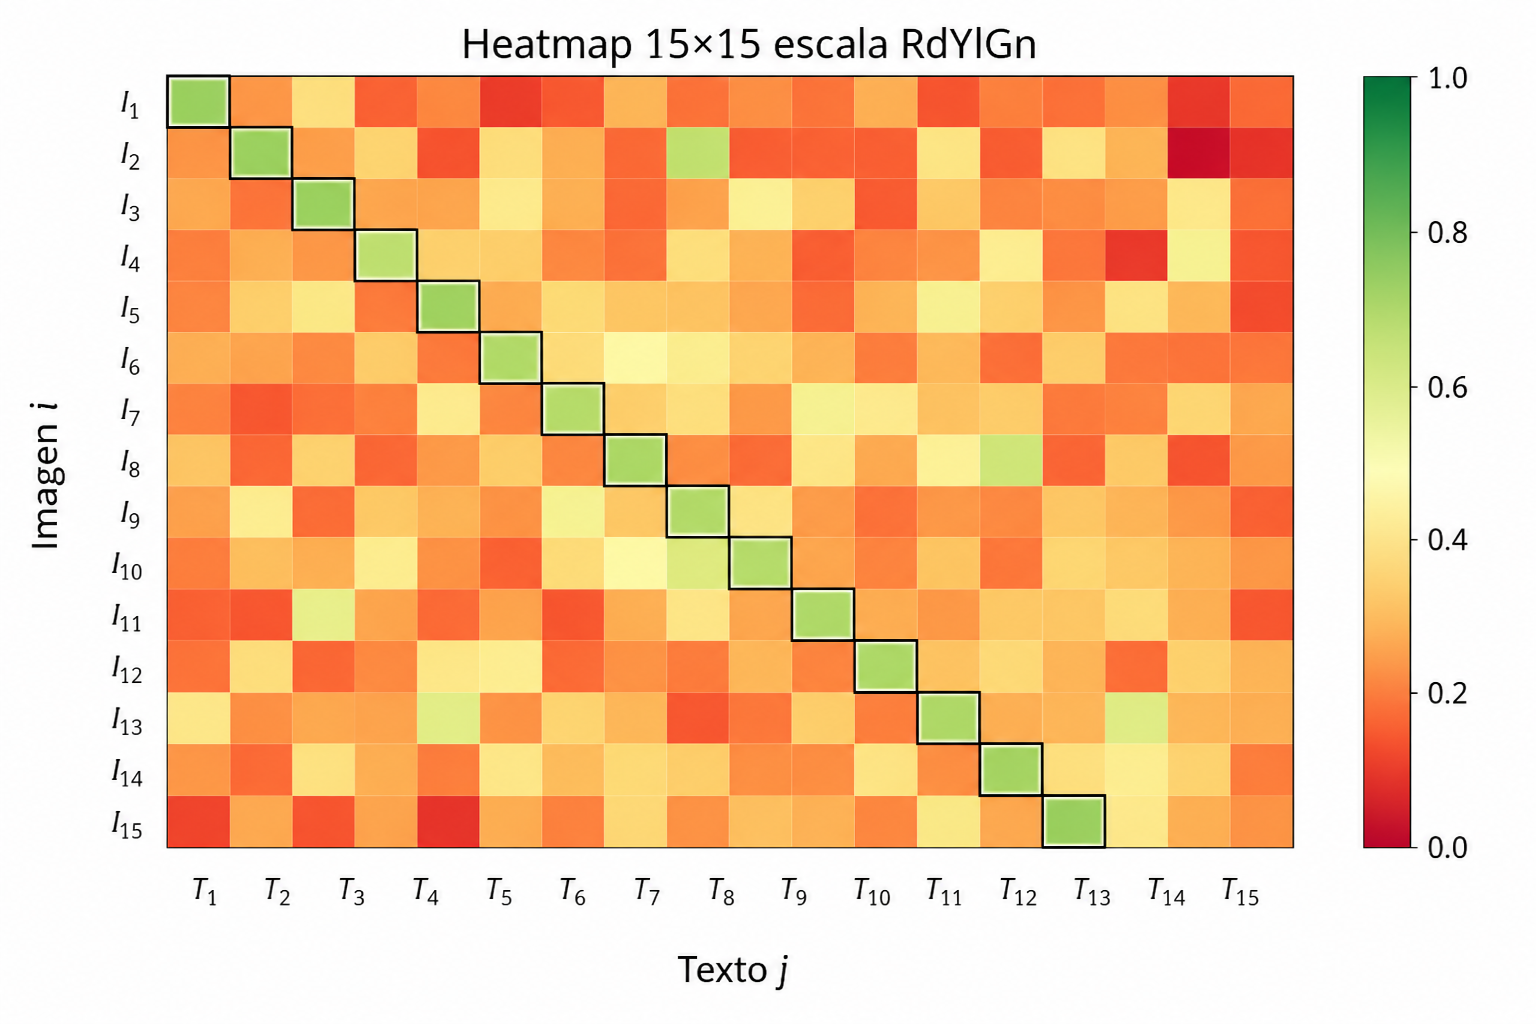 Heatmap 15×15 escala RdYlGn
Imagen i
I1
I2
I3
I4
I5
I6
I7
I8
I9
I10
I11
I12
I13
I14
I15
T1 T2 T3 T4 T5 T6 T7 T8 T9 T10 T11 T12 T13 T14 T15
Texto j
1.0
0.8
0.6
0.4
0.2
0.0